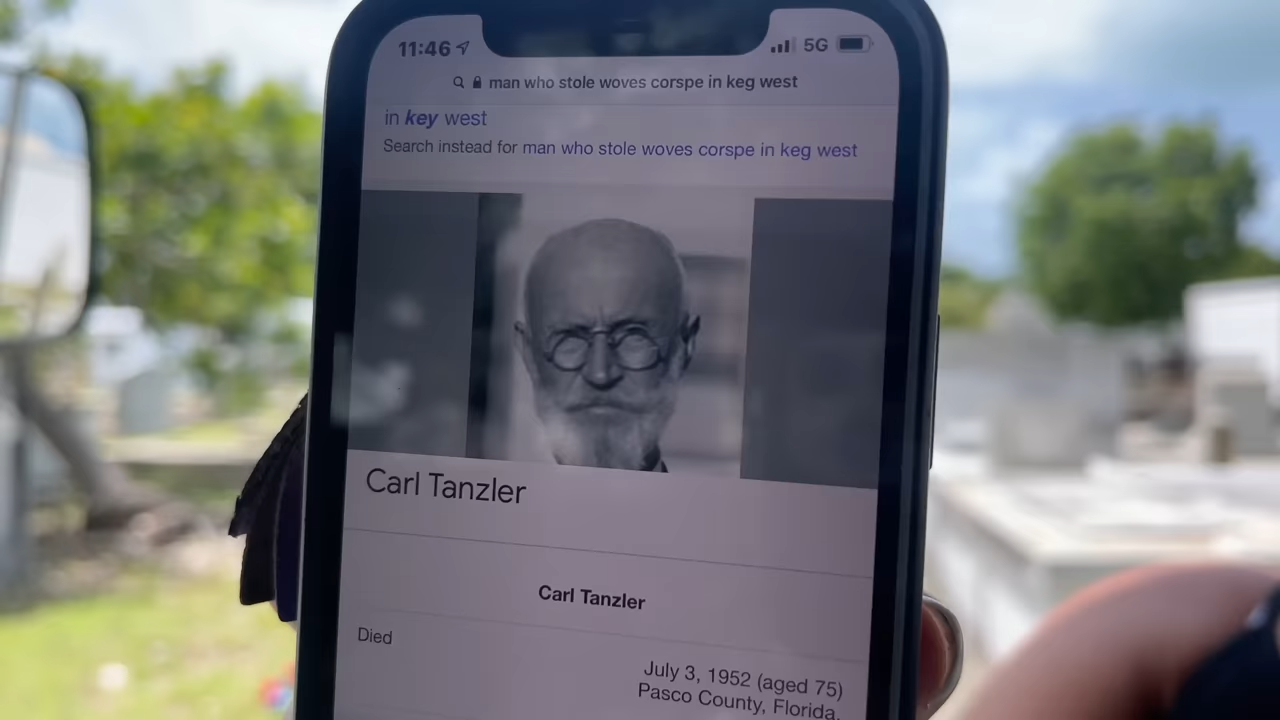 11:46 5G
man who stole woves corspe in keg west
in key west
Search instead for man who stole woves corspe in keg west
Carl Tanzler
Carl Tanzler
Died
July 3, 1952 (aged 75)
Pasco County, Florida,